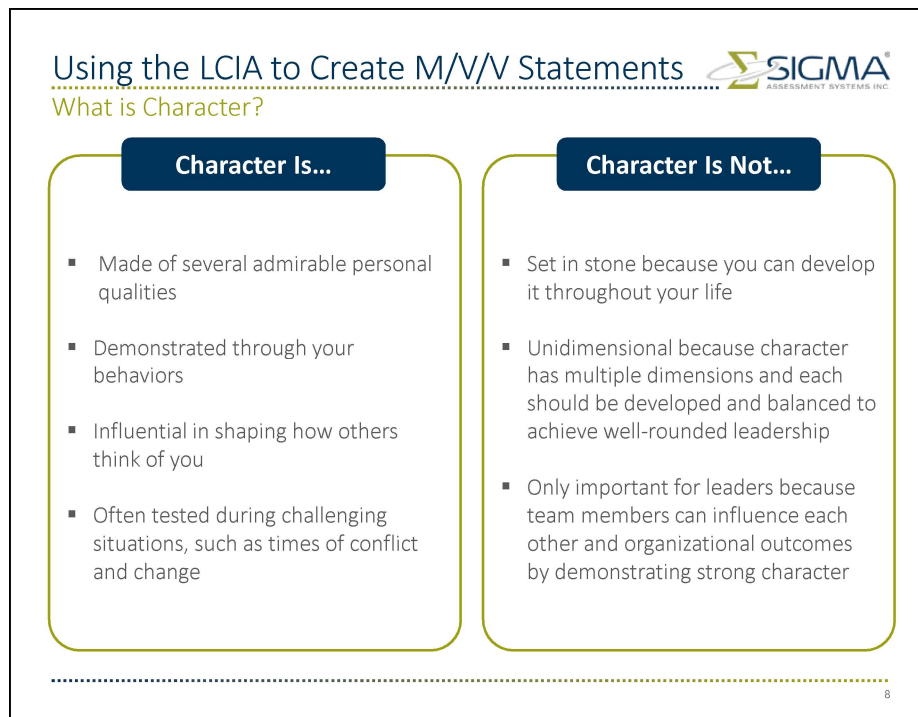 Using the LCIA to Create M/V/V Statements
ΣSIGMA®
ASSESSMENT SYSTEMS INC.
What is Character?
Character Is…
▪ Made of several admirable personal
qualities
▪ Demonstrated through your
behaviors
▪ Influential in shaping how others
think of you
▪ Often tested during challenging
situations, such as times of conflict
and change
Character Is Not…
▪ Set in stone because you can develop
it throughout your life
▪ Unidimensional because character
has multiple dimensions and each
should be developed and balanced to
achieve well-rounded leadership
▪ Only important for leaders because
team members can influence each
other and organizational outcomes
by demonstrating strong character
8